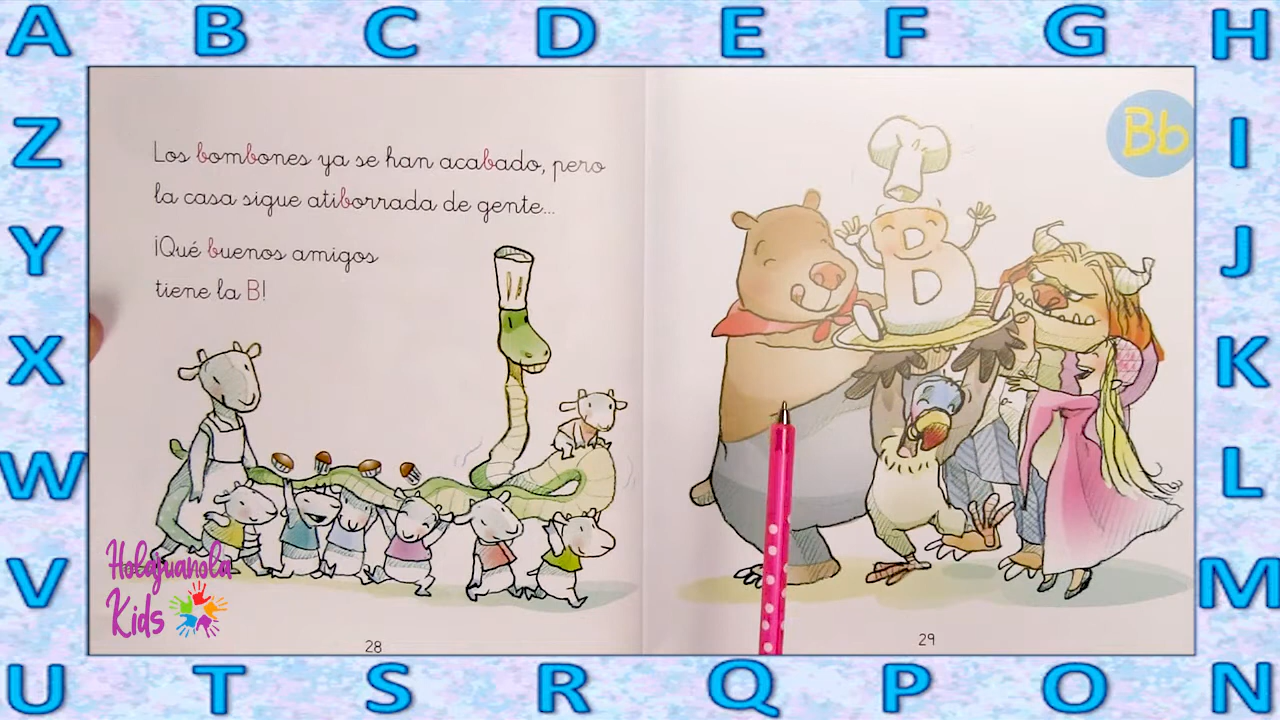 A B C D E F G H
Z I
Y J
X K
W L
V M
U T S R Q P O N
Los bombones ya se han acabado, pero
la casa sigue atiborrada de gente...
¡Qué buenos amigos
tiene la B!
Holajuanola
Kids
28
Bb
B
29